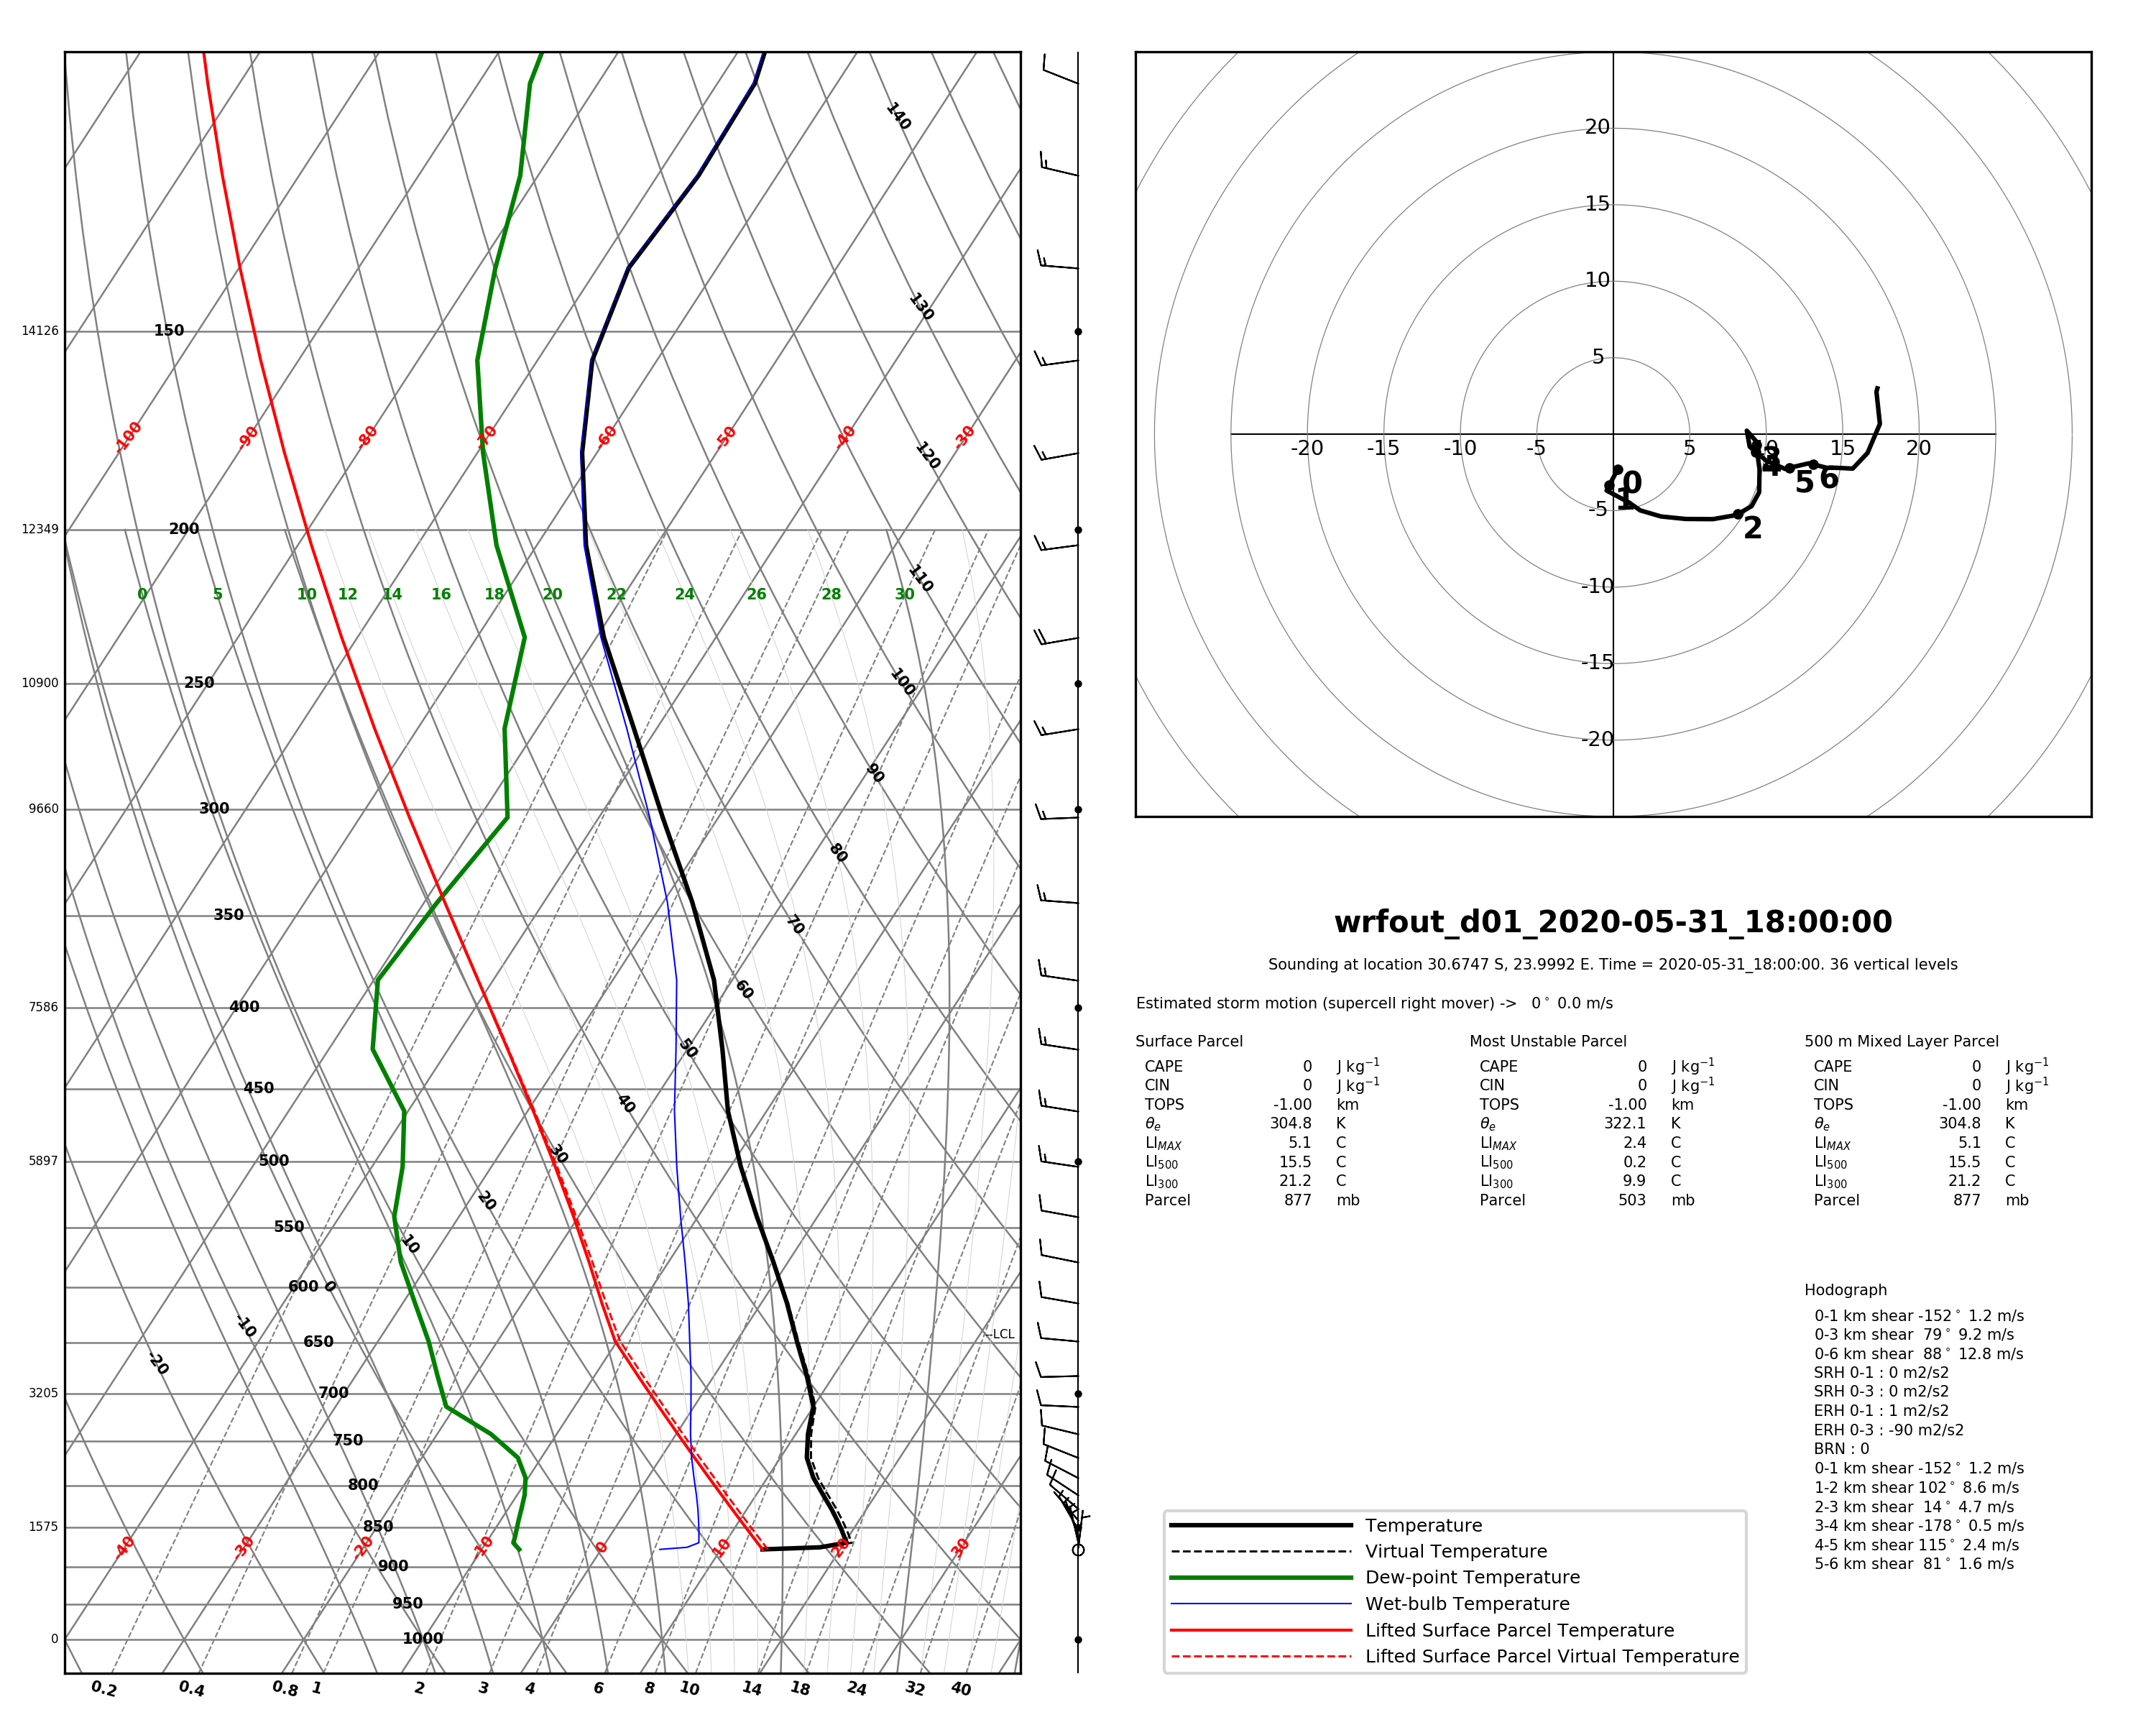 140
130
14126 150
-100 -90 -80 -70 -60 -50 -40 -30
120
12349 200
110
0 5 10 12 14 16 18 20 22 24 26 28 30
10900 250
100
90
9660 300
80
350
70
60
7586 400
50
450
40
30
5897 500
20
550
10
600 0
-10
650
--LCL
-20
3205 700
750
800
1575 850
-40 -30 -20 -10 0 10 20 30
900
950
0 1000
0.2 0.4 0.8 1 2 3 4 6 8 10 14 18 24 32 40
20
15
10
5
-20 -15 -10 -5 5 10 15 20
-5
-10
-15
-20
0
1
2
3
4
5
6
wrfout_d01_2020-05-31_18:00:00
Sounding at location 30.6747 S, 23.9992 E. Time = 2020-05-31_18:00:00. 36 vertical levels
Estimated storm motion (supercell right mover) -> 0° 0.0 m/s
Surface Parcel
CAPE 0 J kg⁻¹
CIN 0 J kg⁻¹
TOPS -1.00 km
θe 304.8 K
LIMAX 5.1 C
LI500 15.5 C
LI300 21.2 C
Parcel 877 mb
Most Unstable Parcel
CAPE 0 J kg⁻¹
CIN 0 J kg⁻¹
TOPS -1.00 km
θe 322.1 K
LIMAX 2.4 C
LI500 0.2 C
LI300 9.9 C
Parcel 503 mb
500 m Mixed Layer Parcel
CAPE 0 J kg⁻¹
CIN 0 J kg⁻¹
TOPS -1.00 km
θe 304.8 K
LIMAX 5.1 C
LI500 15.5 C
LI300 21.2 C
Parcel 877 mb
Hodograph
0-1 km shear -152° 1.2 m/s
0-3 km shear 79° 9.2 m/s
0-6 km shear 88° 12.8 m/s
SRH 0-1 : 0 m2/s2
SRH 0-3 : 0 m2/s2
ERH 0-1 : 1 m2/s2
ERH 0-3 : -90 m2/s2
BRN : 0
0-1 km shear -152° 1.2 m/s
1-2 km shear 102° 8.6 m/s
2-3 km shear 14° 4.7 m/s
3-4 km shear -178° 0.5 m/s
4-5 km shear 115° 2.4 m/s
5-6 km shear 81° 1.6 m/s
Temperature
Virtual Temperature
Dew-point Temperature
Wet-bulb Temperature
Lifted Surface Parcel Temperature
Lifted Surface Parcel Virtual Temperature